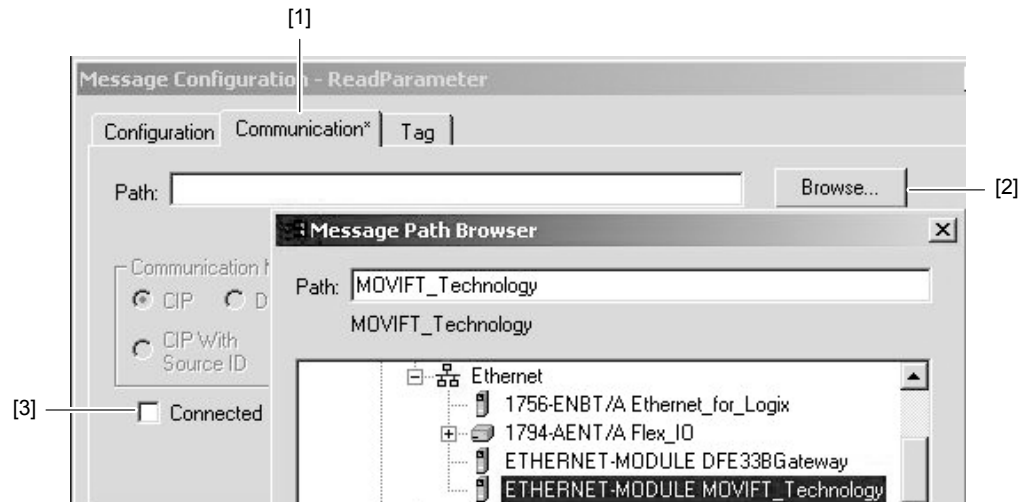 [1]
Message Configuration - ReadParameter
Configuration Communication* Tag
Path: Browse... [2]
Message Path Browser
Communication
Path: MOVIFT_Technology
CIP D
MOVIFT_Technology
CIP With
Source ID
Ethernet
1756-ENBT/A Ethernet_for_Logix
[3] Connected
1794-AENT/A Flex_IO
ETHERNET-MODULE DFE33BGateway
ETHERNET-MODULE MOVIFT_Technology